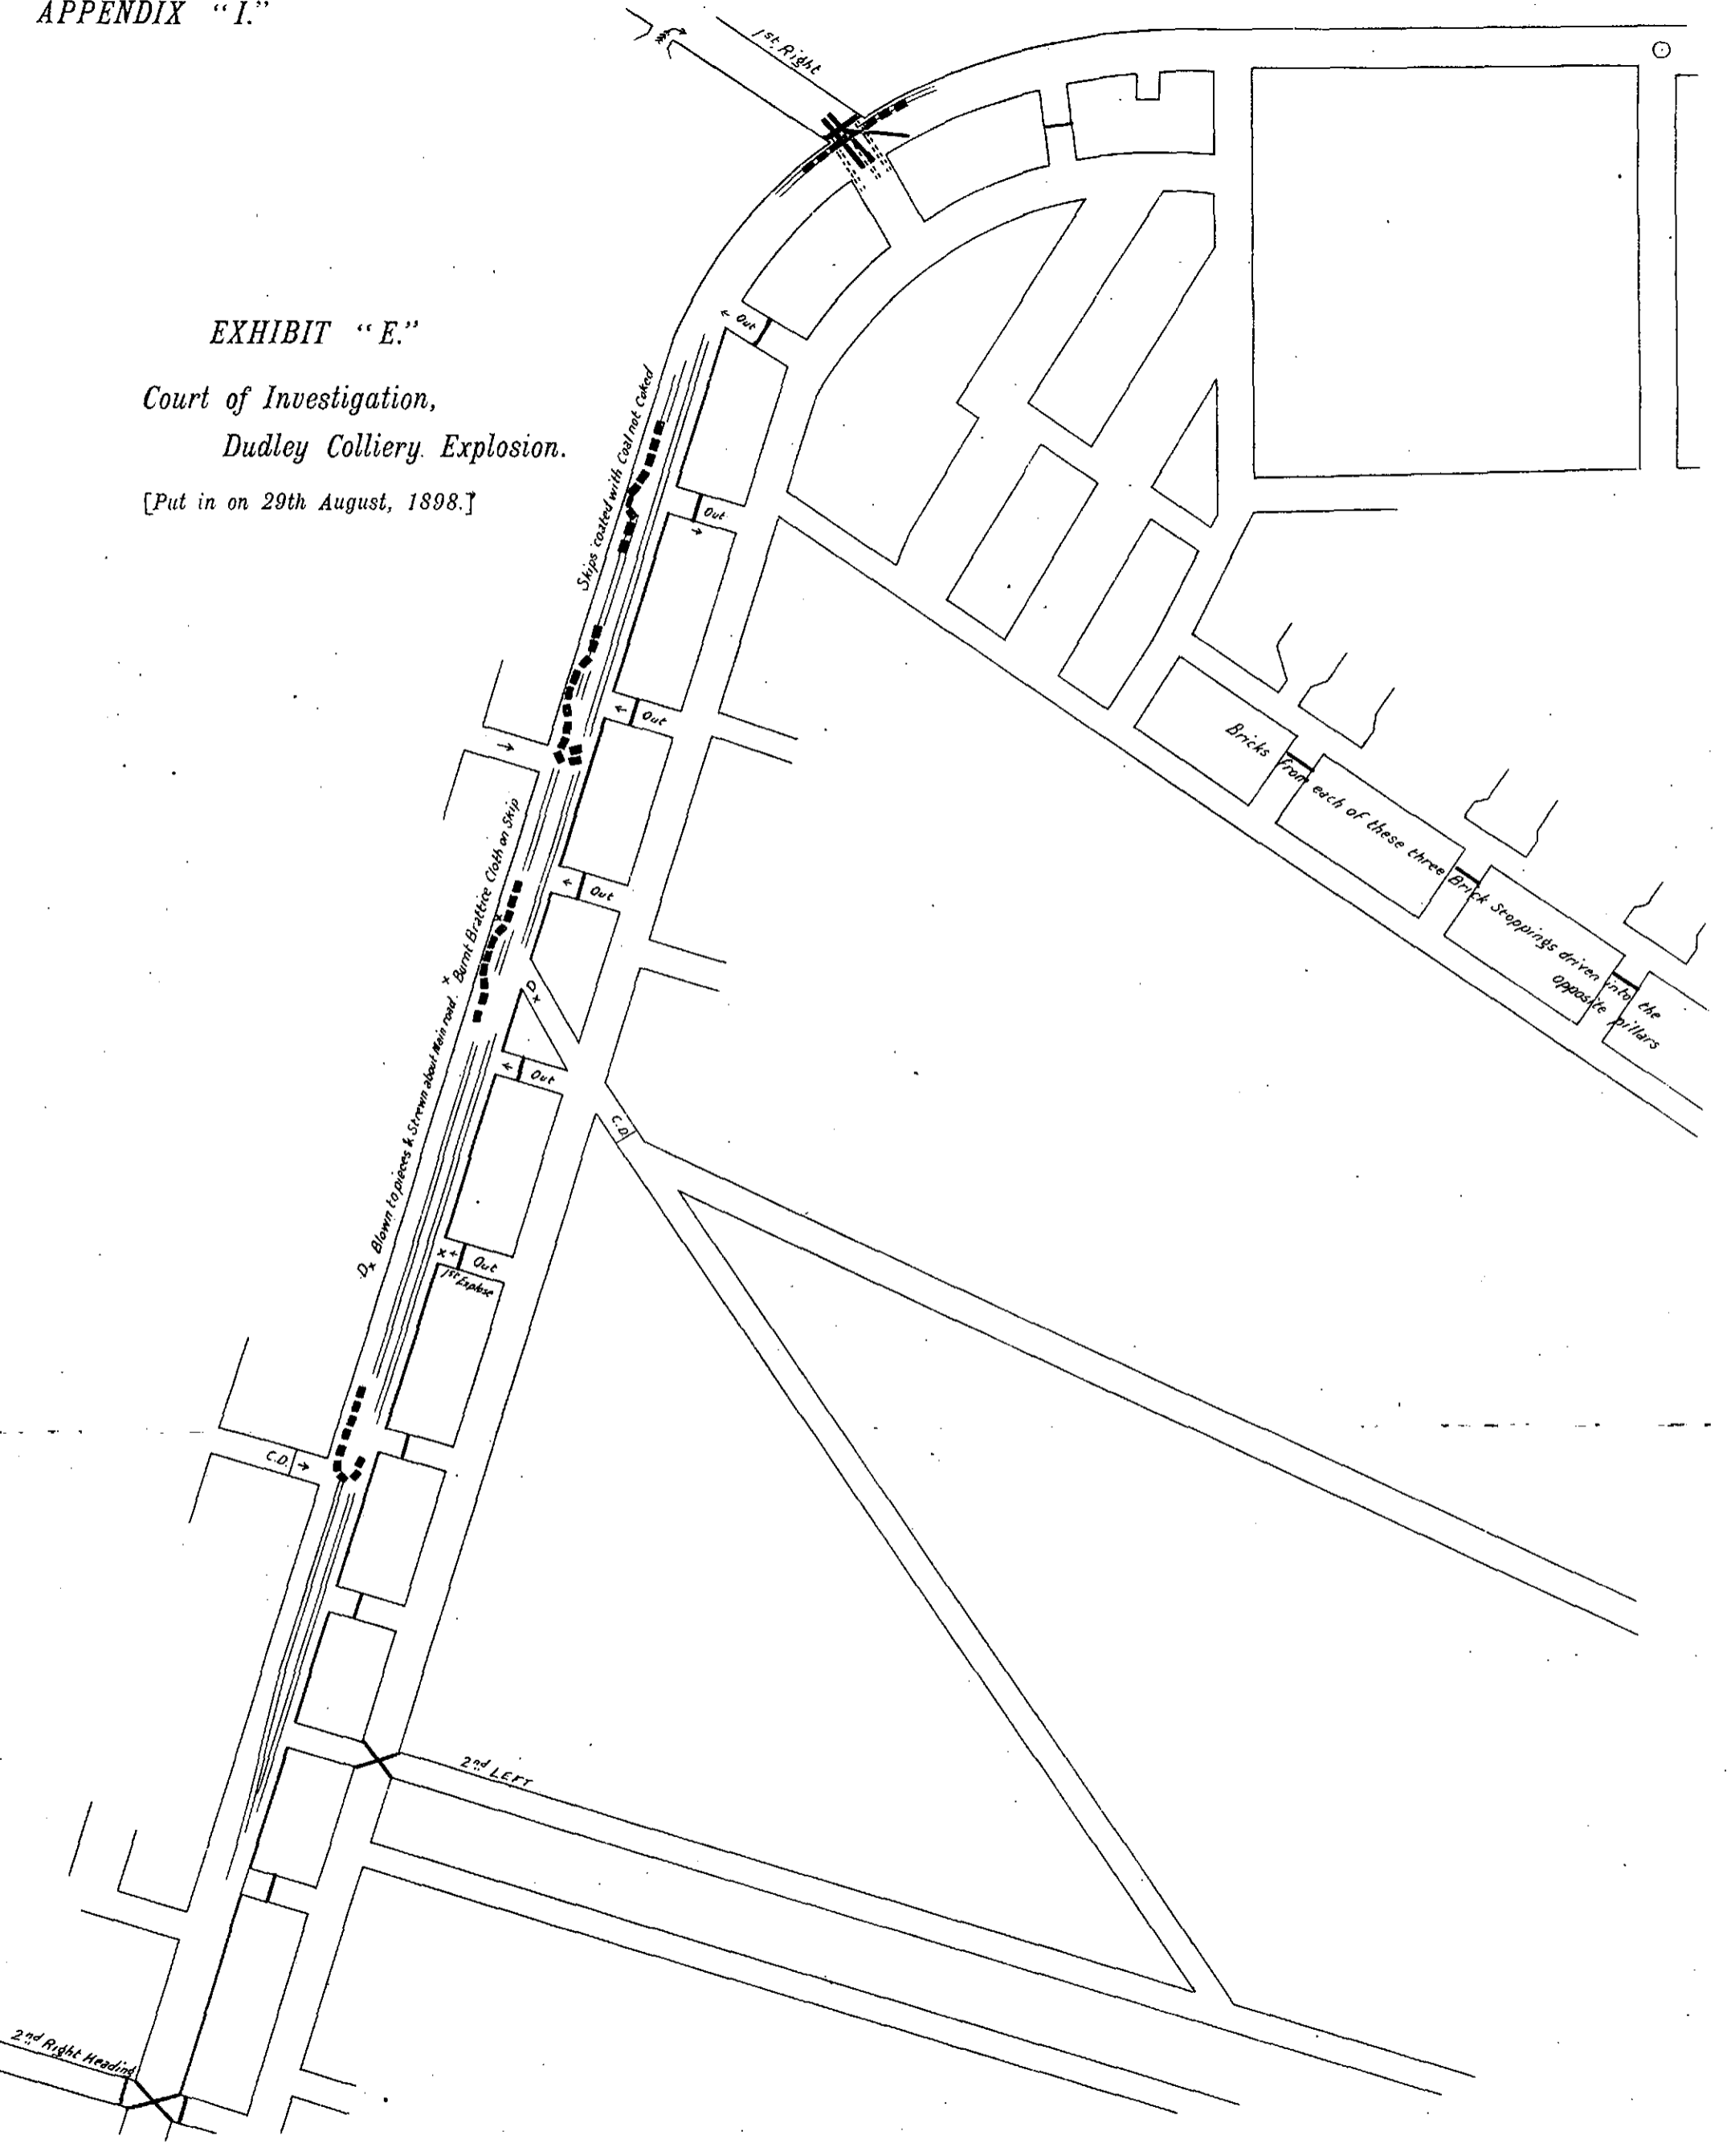 APPENDIX “I.”
1st Right
EXHIBIT “E.”
Court of Investigation,
Dudley Colliery. Explosion.
[Put in on 29th August, 1898.]
← Out
Skips coated with Coal not Coked
Out
→
← Out
→
Bricks from each of these three Brick Stoppings driven into the
opposite pillars
← Out
Dx Blown to pieces & Strewn about Main road. x Burnt Brattice Cloth on Skip
x
Dx
← Out
C.D.
x ← Out
1st Explose
C.D. →
2nd LEFT
2nd Right Heading